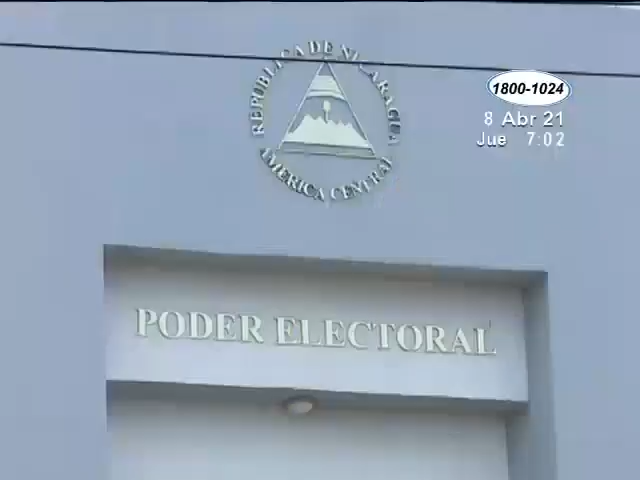 REPUBLICA DE NICARAGUA
AMERICA CENTRAL
1800-1024
8 Abr 21
Jue 7:02
PODER ELECTORAL